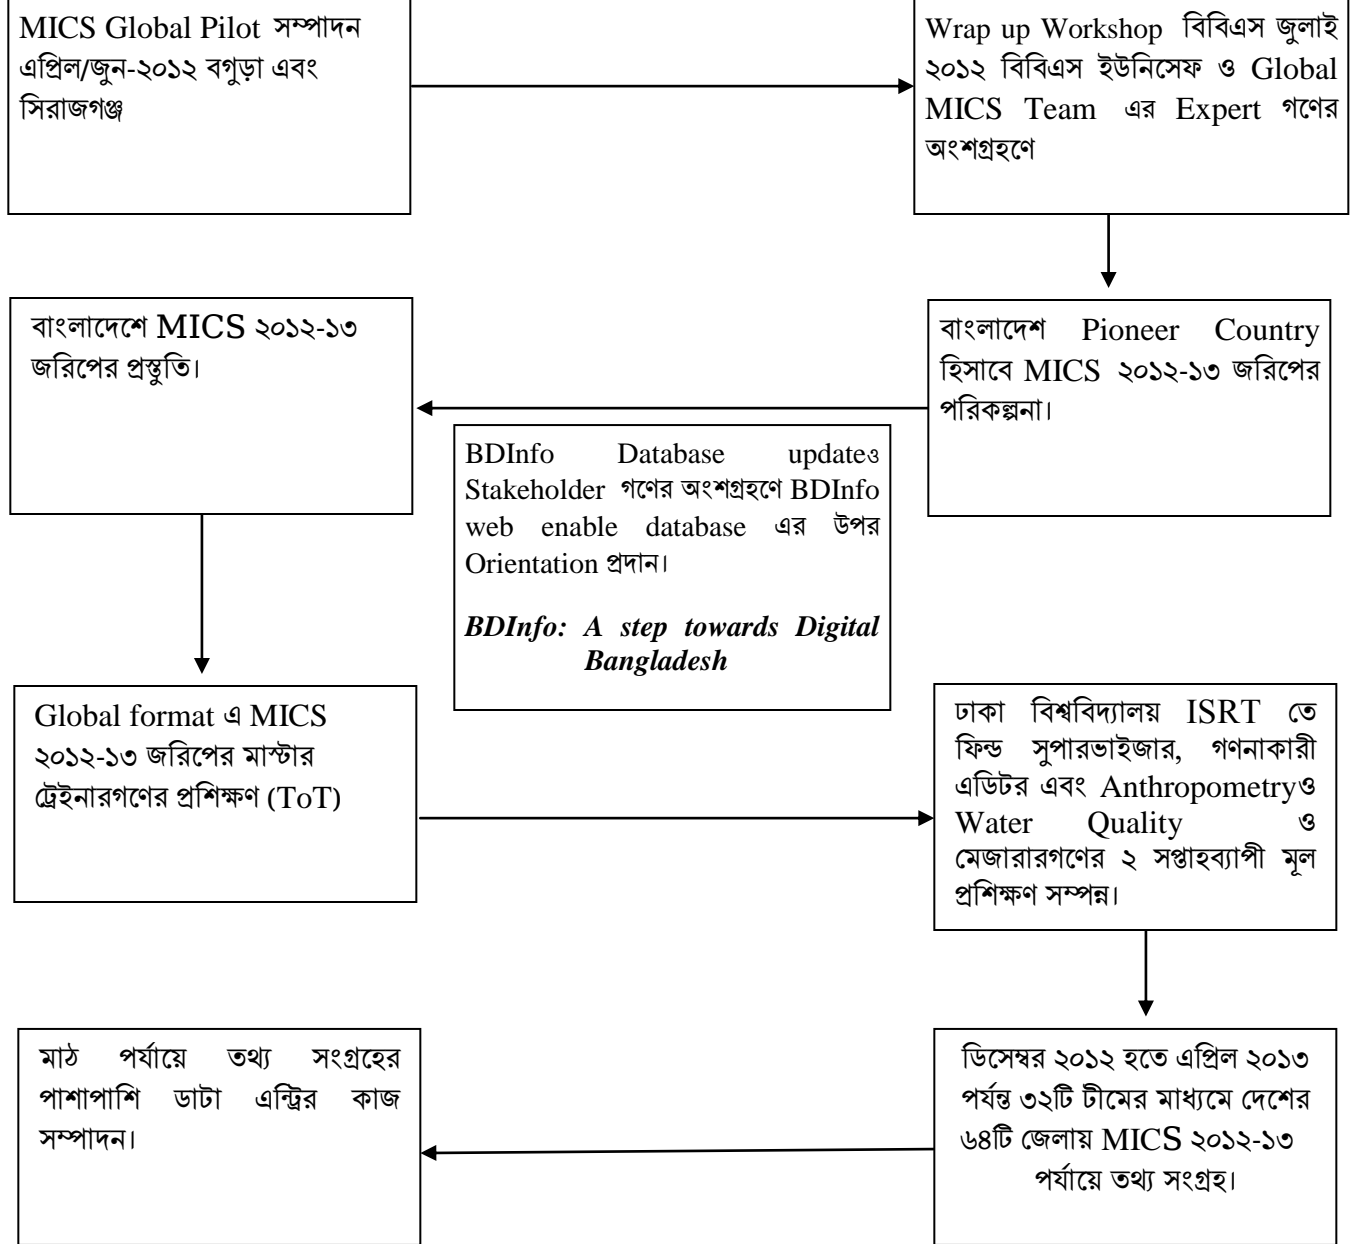 MICS Global Pilot সম্পাদন
এপ্রিল/জুন-২০১২ বগুড়া এবং
সিরাজগঞ্জ
Wrap up Workshop বিবিএস জুলাই
২০১২ বিবিএস ইউনিসেফ ও Global
MICS Team এর Expert গণের
অংশগ্রহণে
বাংলাদেশ Pioneer Country
হিসাবে MICS ২০১২-১৩ জরিপের
পরিকল্পনা।
বাংলাদেশে MICS ২০১২-১৩
জরিপের প্রস্তুতি।
BDInfo Database updateও
Stakeholder গণের অংশগ্রহণে BDInfo
web enable database এর উপর
Orientation প্রদান।
BDInfo: A step towards Digital
Bangladesh
Global format এ MICS
২০১২-১৩ জরিপের মাস্টার
ট্রেইনারগণের প্রশিক্ষণ (ToT)
ঢাকা বিশ্ববিদ্যালয় ISRT তে
ফিল্ড সুপারভাইজার, গণনাকারী
এডিটর এবং Anthropometryও
Water Quality ও
মেজারারগণের ২ সপ্তাহব্যাপী মূল
প্রশিক্ষণ সম্পন্ন।
ডিসেম্বর ২০১২ হতে এপ্রিল ২০১৩
পর্যন্ত ৩২টি টীমের মাধ্যমে দেশের
৬৪টি জেলায় MICS ২০১২-১৩
পর্যায়ে তথ্য সংগ্রহ।
মাঠ পর্যায়ে তথ্য সংগ্রহের
পাশাপাশি ডাটা এন্ট্রির কাজ
সম্পাদন।